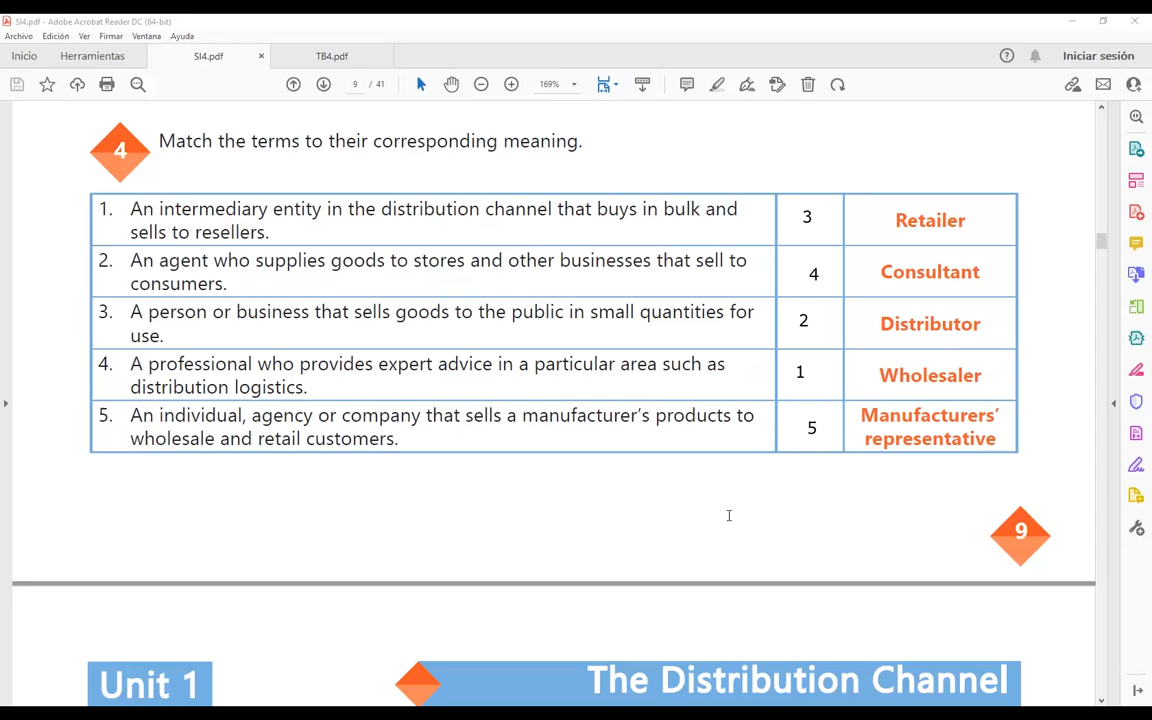 SI4.pdf - Adobe Acrobat Reader DC (64-bit)
Archivo Edición Ver Firmar Ventana Ayuda
Inicio Herramientas SI4.pdf × TB4.pdf Iniciar sesión
9 / 41 169%
4 Match the terms to their corresponding meaning.
1. An intermediary entity in the distribution channel that buys in bulk and
sells to resellers.
3 Retailer
2. An agent who supplies goods to stores and other businesses that sell to
consumers.
4 Consultant
3. A person or business that sells goods to the public in small quantities for
use.
2 Distributor
4. A professional who provides expert advice in a particular area such as
distribution logistics.
1 Wholesaler
5. An individual, agency or company that sells a manufacturer's products to
wholesale and retail customers.
5 Manufacturers'
representative
9
Unit 1 The Distribution Channel